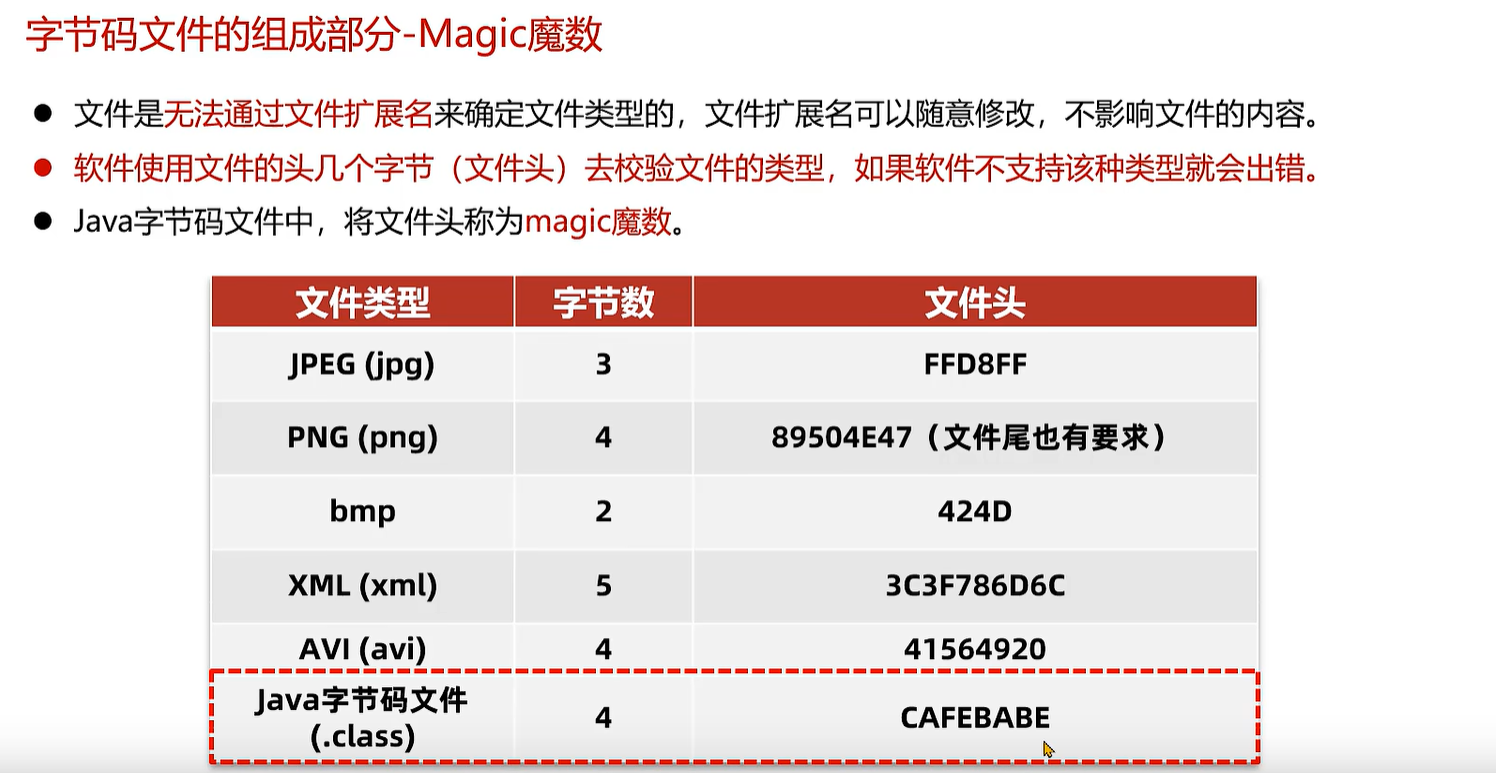 字节码文件的组成部分-Magic魔数
文件是无法通过文件扩展名来确定文件类型的，文件扩展名可以随意修改，不影响文件的内容。
软件使用文件的头几个字节（文件头）去校验文件的类型，如果软件不支持该种类型就会出错。
Java字节码文件中，将文件头称为magic魔数。
文件类型 字节数 文件头
JPEG (jpg) 3 FFD8FF
PNG (png) 4 89504E47（文件尾也有要求）
bmp 2 424D
XML (xml) 5 3C3F786D6C
AVI (avi) 4 41564920
Java字节码文件
(.class) 4 CAFEBABE